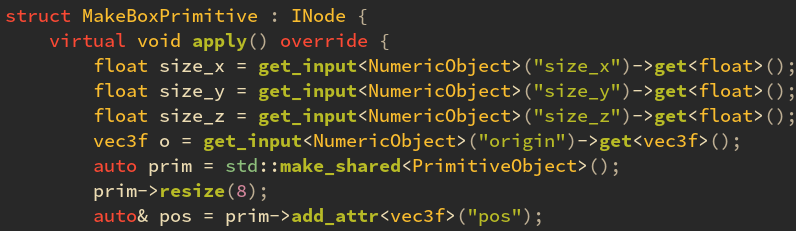 struct MakeBoxPrimitive : INode {
    virtual void apply() override {
        float size_x = get_input<NumericObject>("size_x")->get<float>();
        float size_y = get_input<NumericObject>("size_y")->get<float>();
        float size_z = get_input<NumericObject>("size_z")->get<float>();
        vec3f o = get_input<NumericObject>("origin")->get<vec3f>();
        auto prim = std::make_shared<PrimitiveObject>();
        prim->resize(8);
        auto& pos = prim->add_attr<vec3f>("pos");